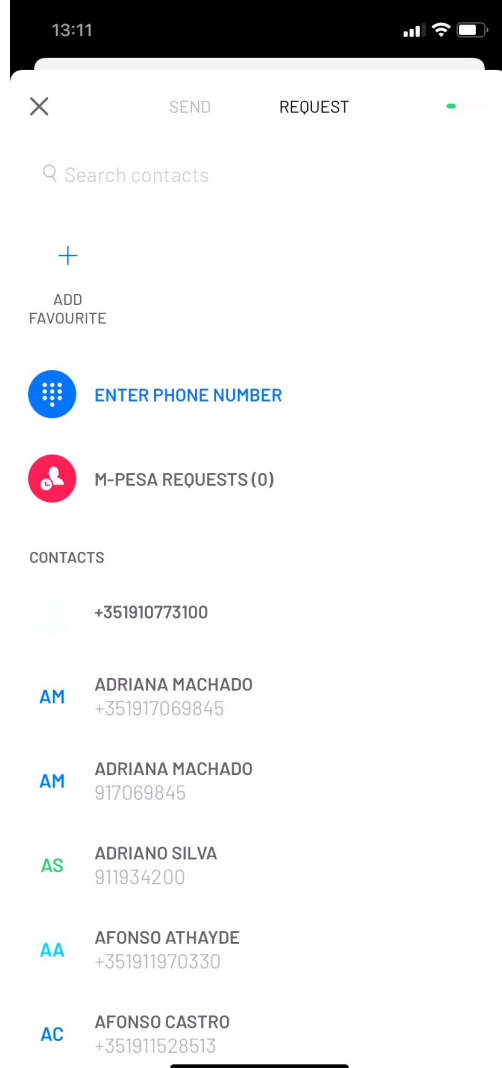 13:11
SEND
REQUEST
Search contacts
ADD
FAVOURITE
ENTER PHONE NUMBER
M-PESA REQUESTS (0)
CONTACTS
+351910773100
AM
ADRIANA MACHADO
+351917069845
AM
ADRIANA MACHADO
917069845
AS
ADRIANO SILVA
911934200
AA
AFONSO ATHAYDE
+351911970330
AC
AFONSO CASTRO
+351911528513